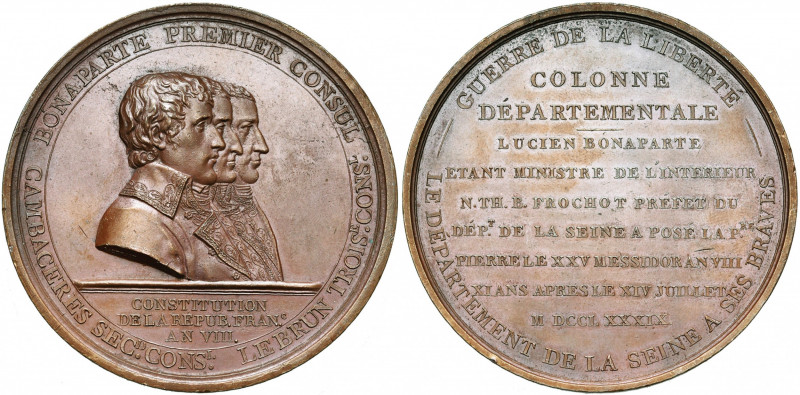 BONAPARTE PREMIER CONSUL
CAMBACERES SEC.D CONS.L LEBRUN TROIS.E CONS.L
CONSTITUTION
DE LA REPUB. FRAN.E
AN VIII.
GUERRE DE LA LIBERTE
COLONNE
DÉPARTEMENTALE
LUCIEN BONAPARTE
ETANT MINISTRE DE L'INTERIEUR
N. TH. B. FROCHOT PRÉFET DU
DÉP.T DE LA SEINE A POSÉ LA P.RE
PIERRE LE XXV MESSIDOR AN VIII
XI ANS APRES LE XIV JUILLET
M DCCLXXXIX
LE DEPARTEMENT DE LA SEINE A SES BRAVES